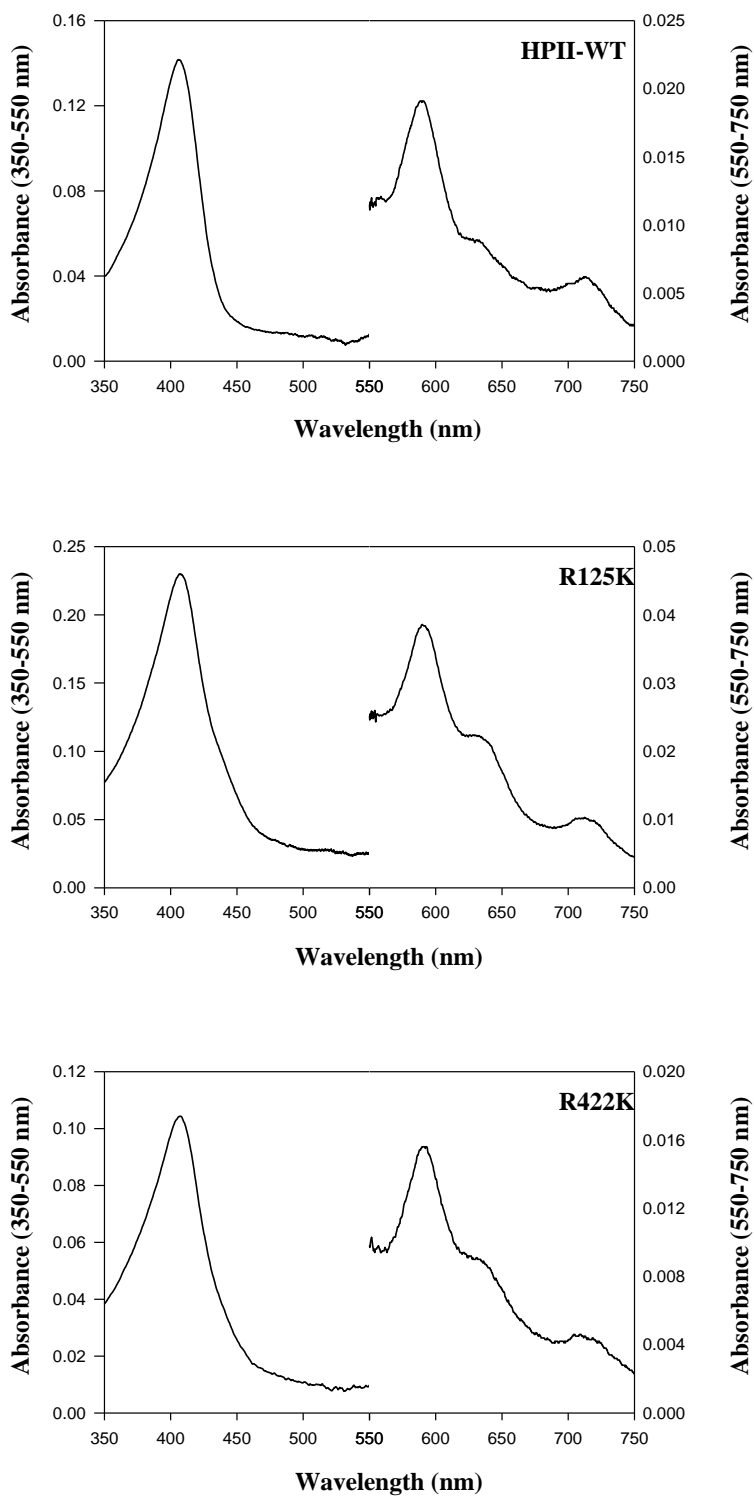 HPII-WT
Absorbance (350-550 nm)
Absorbance (550-750 nm)
0.16
0.12
0.08
0.04
0.00
0.025
0.020
0.015
0.010
0.005
0.000
350 400 450 500 550 600 650 700 750
Wavelength (nm)
R125K
Absorbance (350-550 nm)
Absorbance (550-750 nm)
0.25
0.20
0.15
0.10
0.05
0.00
0.05
0.04
0.03
0.02
0.01
0.00
350 400 450 500 550 600 650 700 750
Wavelength (nm)
R422K
Absorbance (350-550 nm)
Absorbance (550-750 nm)
0.12
0.10
0.08
0.06
0.04
0.02
0.00
0.020
0.016
0.012
0.008
0.004
0.000
350 400 450 500 550 600 650 700 750
Wavelength (nm)